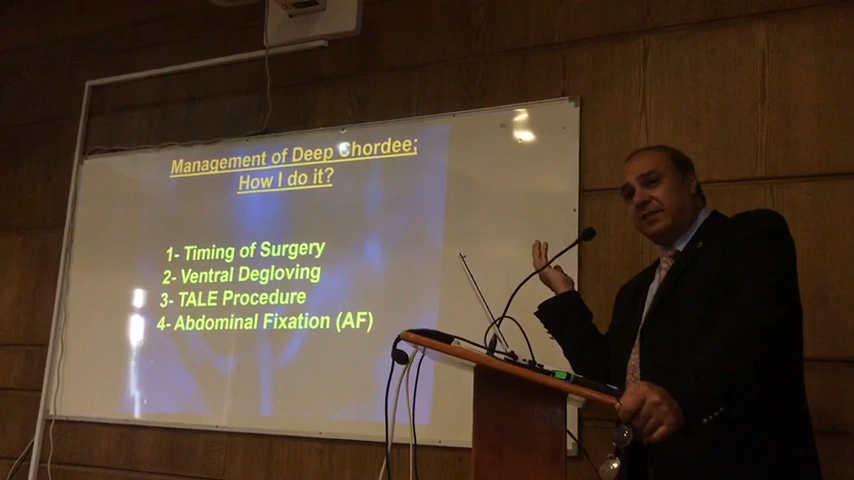 Management of Deep Chordee;
How I do it?
1- Timing of Surgery
2- Ventral Degloving
3- TALE Procedure
4- Abdominal Fixation (AF)